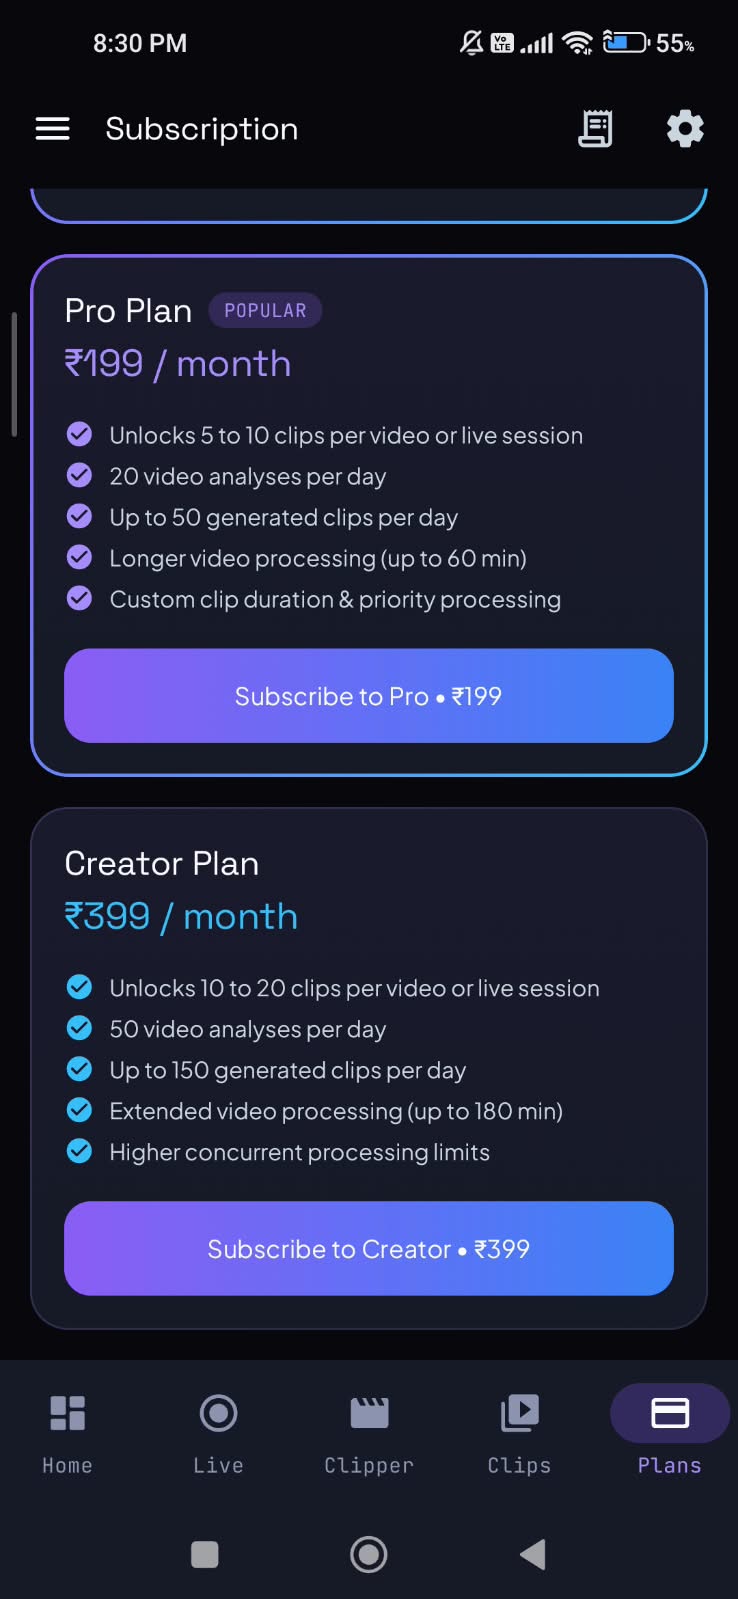 8:30 PM
Vo LTE
55%
Subscription
Pro Plan
POPULAR
₹199 / month
Unlocks 5 to 10 clips per video or live session
20 video analyses per day
Up to 50 generated clips per day
Longer video processing (up to 60 min)
Custom clip duration & priority processing
Subscribe to Pro • ₹199
Creator Plan
₹399 / month
Unlocks 10 to 20 clips per video or live session
50 video analyses per day
Up to 150 generated clips per day
Extended video processing (up to 180 min)
Higher concurrent processing limits
Subscribe to Creator • ₹399
Home
Live
Clipper
Clips
Plans